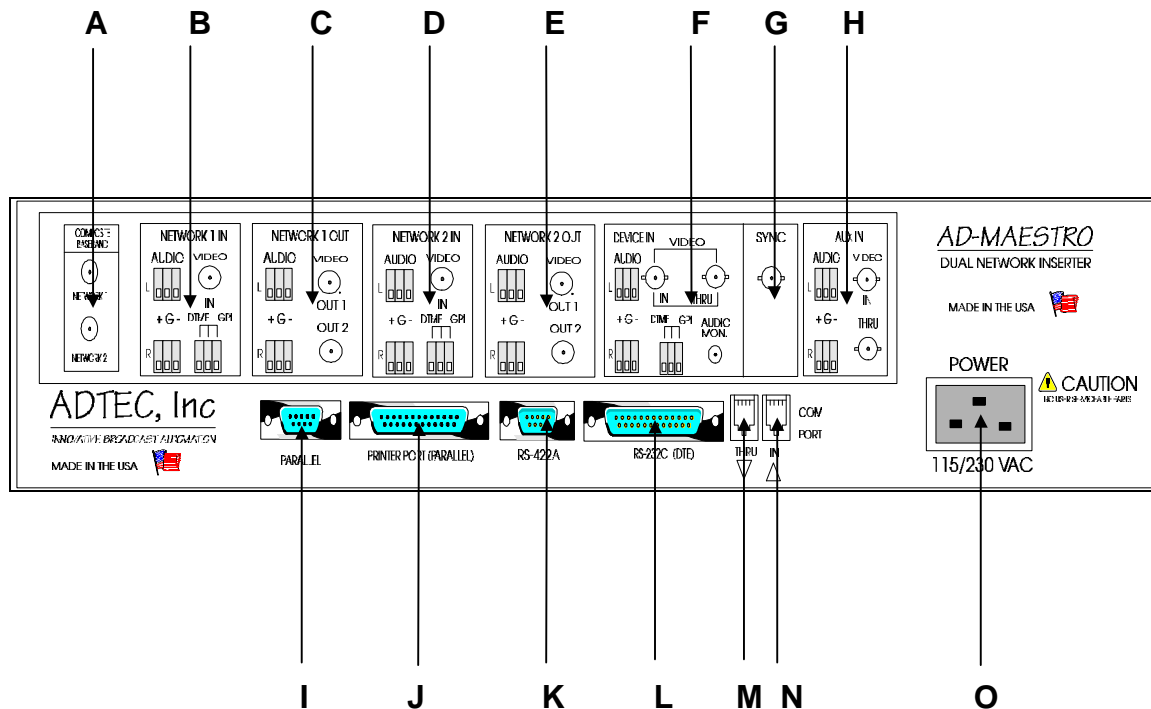 A B C D E F G H
COMPOSITE
BASEBAND
NETWORK
NETWORK 2
NETWORK 1 IN
AUDIO VIDEO
L
IN
+ G -
DTMF GPI
R
NETWORK 1 OUT
AUDIO VIDEO
L
OUT 1
+ G -
OUT 2
R
NETWORK 2 IN
AUDIO VIDEO
L
IN
+ G -
DTMF GPI
R
NETWORK 2 OUT
AUDIO VIDEO
L
OUT 1
+ G -
OUT 2
R
DEVICE IN
VIDEO
AUDIO
L
IN THRU
+ G -
DTMF GPI
AUDIO
MON.
R
SYNC
AUX IN
AUDIO VIDEO
L
IN
+ G -
THRU
R
AD-MAESTRO
DUAL NETWORK INSERTER
MADE IN THE USA
POWER
CAUTION
115/230 VAC
ADTEC, Inc
INNOVATIVE BROADCAST AUTOMATION
MADE IN THE USA
PARALLEL
PRINTER PORT (PARALLEL)
RS-422A
RS-232C (DTE)
THRU
IN
COM
PORT
I J K L M N O